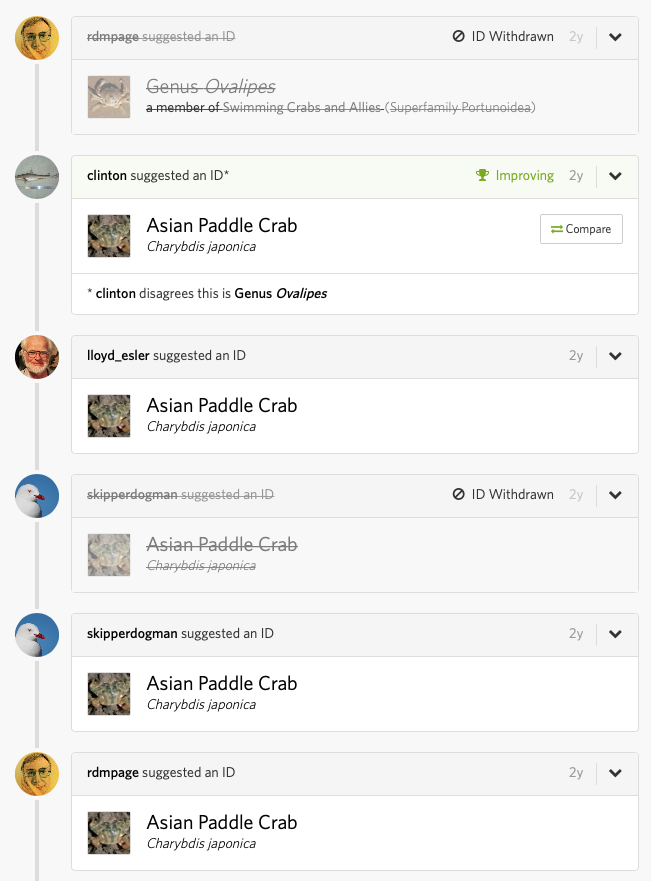 rdmpage suggested an ID ID Withdrawn 2y
Genus Ovalipes
a member of Swimming Crabs and Allies (Superfamily Portunoidea)
clinton suggested an ID* Improving 2y
Asian Paddle Crab
Compare
Charybdis japonica
* clinton disagrees this is Genus Ovalipes
lloyd_esler suggested an ID 2y
Asian Paddle Crab
Charybdis japonica
skipperdogman suggested an ID ID Withdrawn 2y
Asian Paddle Crab
Charybdis japonica
skipperdogman suggested an ID 2y
Asian Paddle Crab
Charybdis japonica
rdmpage suggested an ID 2y
Asian Paddle Crab
Charybdis japonica